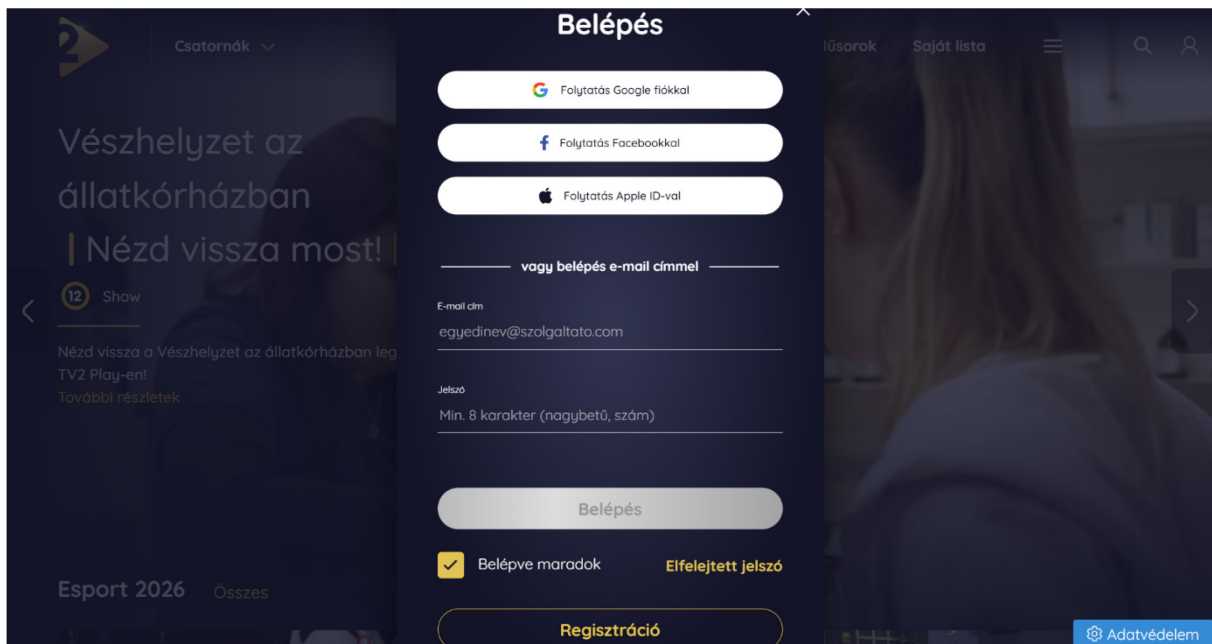 Belépés
2
Csatornák
Műsorok
Saját lista
Folytatás Google fiókkal
Folytatás Facebookkal
Folytatás Apple ID-val
Vészhelyzet az
állatkórházban
| Nézd vissza most! |
12 Show
Nézd vissza a Vészhelyzet az állatkórházban
TV2 Play-en!
További részletek
vagy belépés e-mail címmel
E-mail cím
egyedinev@szolgaltato.com
Jelszó
Min. 8 karakter (nagybetű, szám)
Belépés
Belépve maradok
Elfelejtett jelszó
Esport 2026
Összes
Regisztráció
Adatvédelem